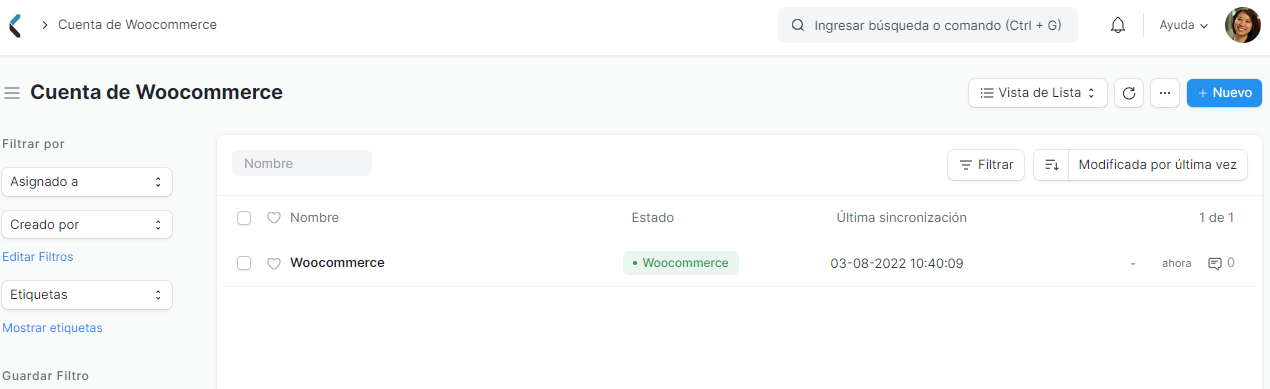 Cuenta de Woocommerce
Ingresar búsqueda o comando (Ctrl + G)
Ayuda
Cuenta de Woocommerce
Vista de Lista
...
+ Nuevo
Filtrar por
Asignado a
Creado por
Editar Filtros
Etiquetas
Mostrar etiquetas
Guardar Filtro
Nombre
Filtrar
Modificada por última vez
Nombre Estado Última sincronización 1 de 1
Woocommerce • Woocommerce 03-08-2022 10:40:09 - ahora 0